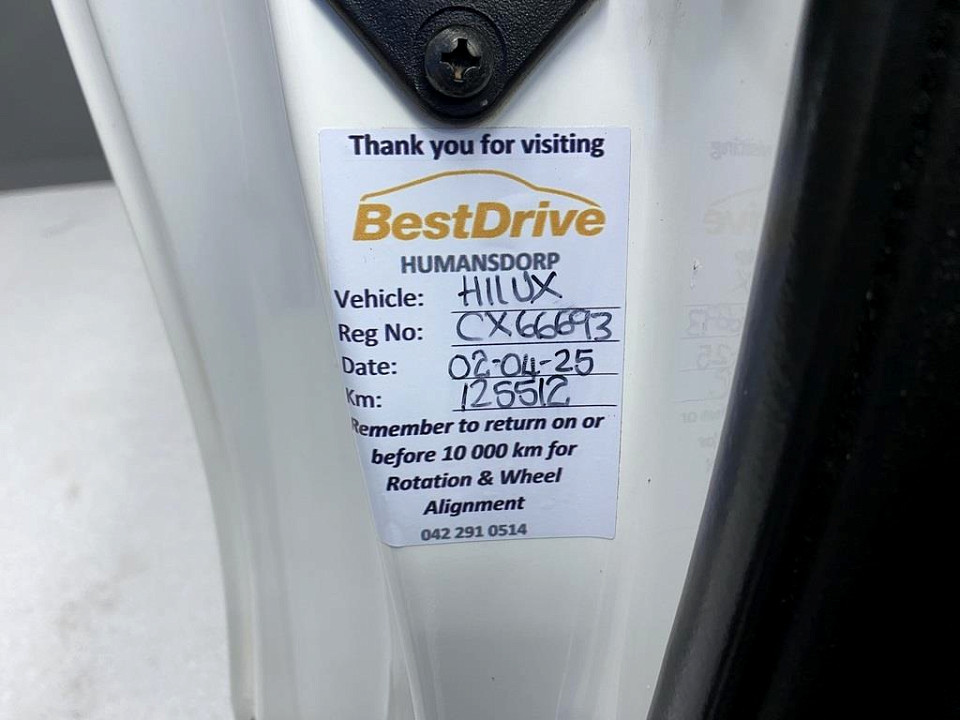 Thank you for visiting
BestDrive
HUMANSDORP
Vehicle: HILUX
Reg No: CX66693
Date: 02-04-25
Km: 125512
Remember to return on or
before 10 000 km for
Rotation & Wheel
Alignment
042 291 0514